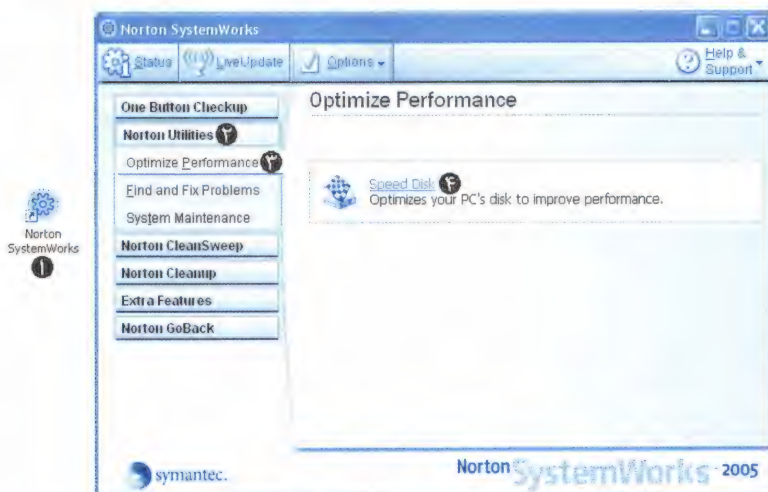 Norton SystemWorks
Status LiveUpdate Options Help & Support
One Button Checkup
Norton Utilities ۲
Optimize Performance ۳
Find and Fix Problems
System Maintenance
Norton CleanSweep
Norton Cleanup
Extra Features
Norton GoBack
Optimize Performance
Speed Disk ۴
Optimizes your PC's disk to improve performance.
Norton
SystemWorks
۱
symantec.
Norton SystemWorks 2005